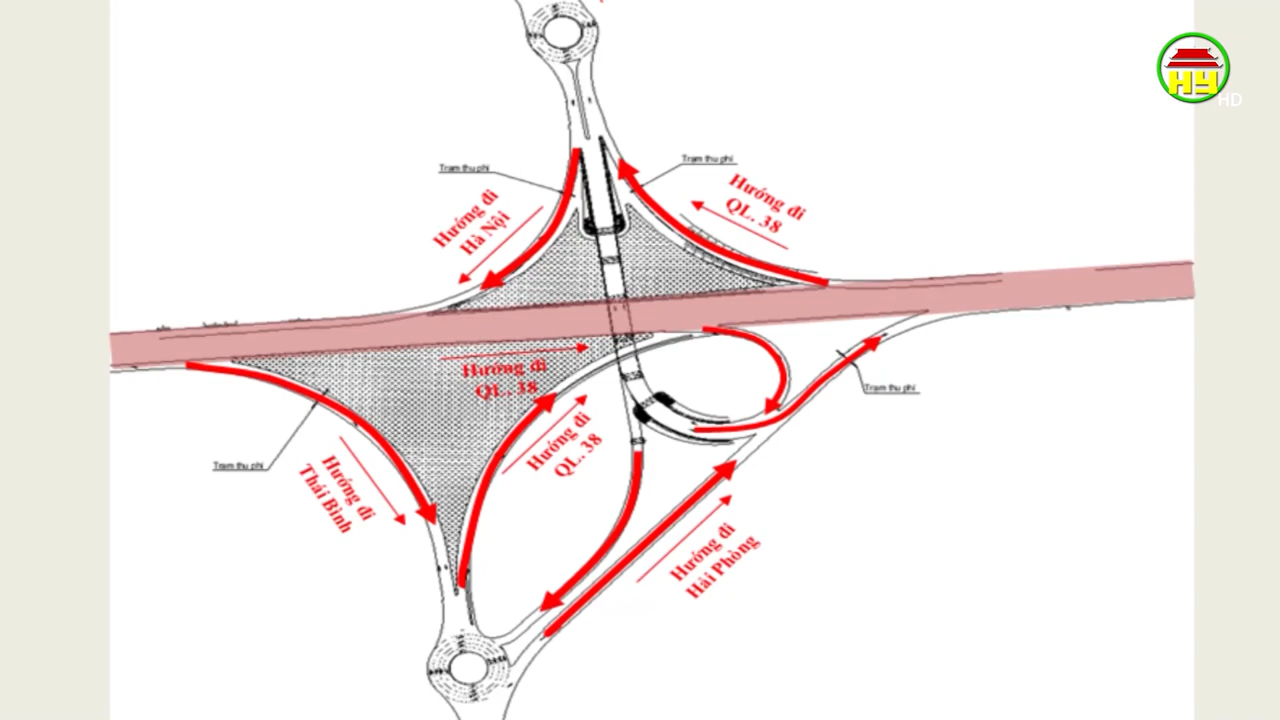 HY
HD
Trạm thu phí
Trạm thu phí
Hướng đi
QL. 38
Hướng đi
Hà Nội
Hướng đi
QL. 38
Trạm thu phí
Hướng đi
QL. 38
Trạm thu phí
Hướng đi
Thái Bình
Hướng đi
Hải Phòng